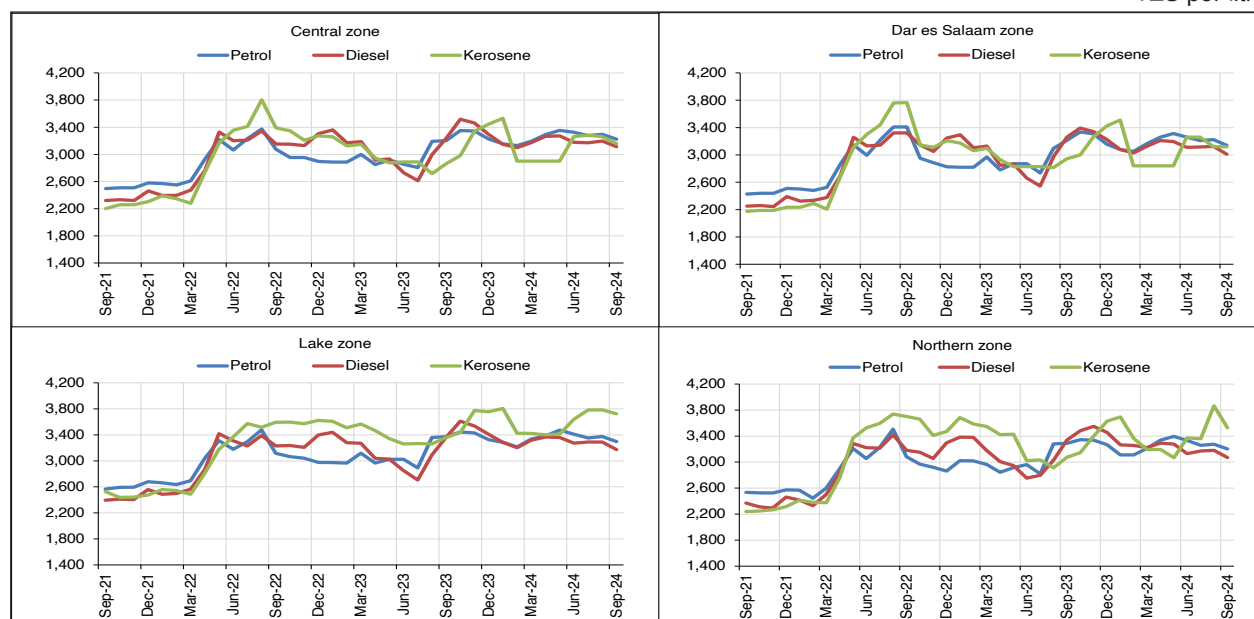 Central zone
Petrol Diesel Kerosene
4,200
3,800
3,400
3,000
2,600
2,200
1,800
1,400
Sep-21 Dec-21 Mar-22 Jun-22 Sep-22 Dec-22 Mar-23 Jun-23 Sep-23 Dec-23 Mar-24 Jun-24 Sep-24
Dar es Salaam zone
Petrol Diesel Kerosene
4,200
3,800
3,400
3,000
2,600
2,200
1,800
1,400
Sep-21 Dec-21 Mar-22 Jun-22 Sep-22 Dec-22 Mar-23 Jun-23 Sep-23 Dec-23 Mar-24 Jun-24 Sep-24
Lake zone
Petrol Diesel Kerosene
4,200
3,800
3,400
3,000
2,600
2,200
1,800
1,400
Sep-21 Dec-21 Mar-22 Jun-22 Sep-22 Dec-22 Mar-23 Jun-23 Sep-23 Dec-23 Mar-24 Jun-24 Sep-24
Northern zone
Petrol Diesel Kerosene
4,200
3,800
3,400
3,000
2,600
2,200
1,800
1,400
Sep-21 Dec-21 Mar-22 Jun-22 Sep-22 Dec-22 Mar-23 Jun-23 Sep-23 Dec-23 Mar-24 Jun-24 Sep-24